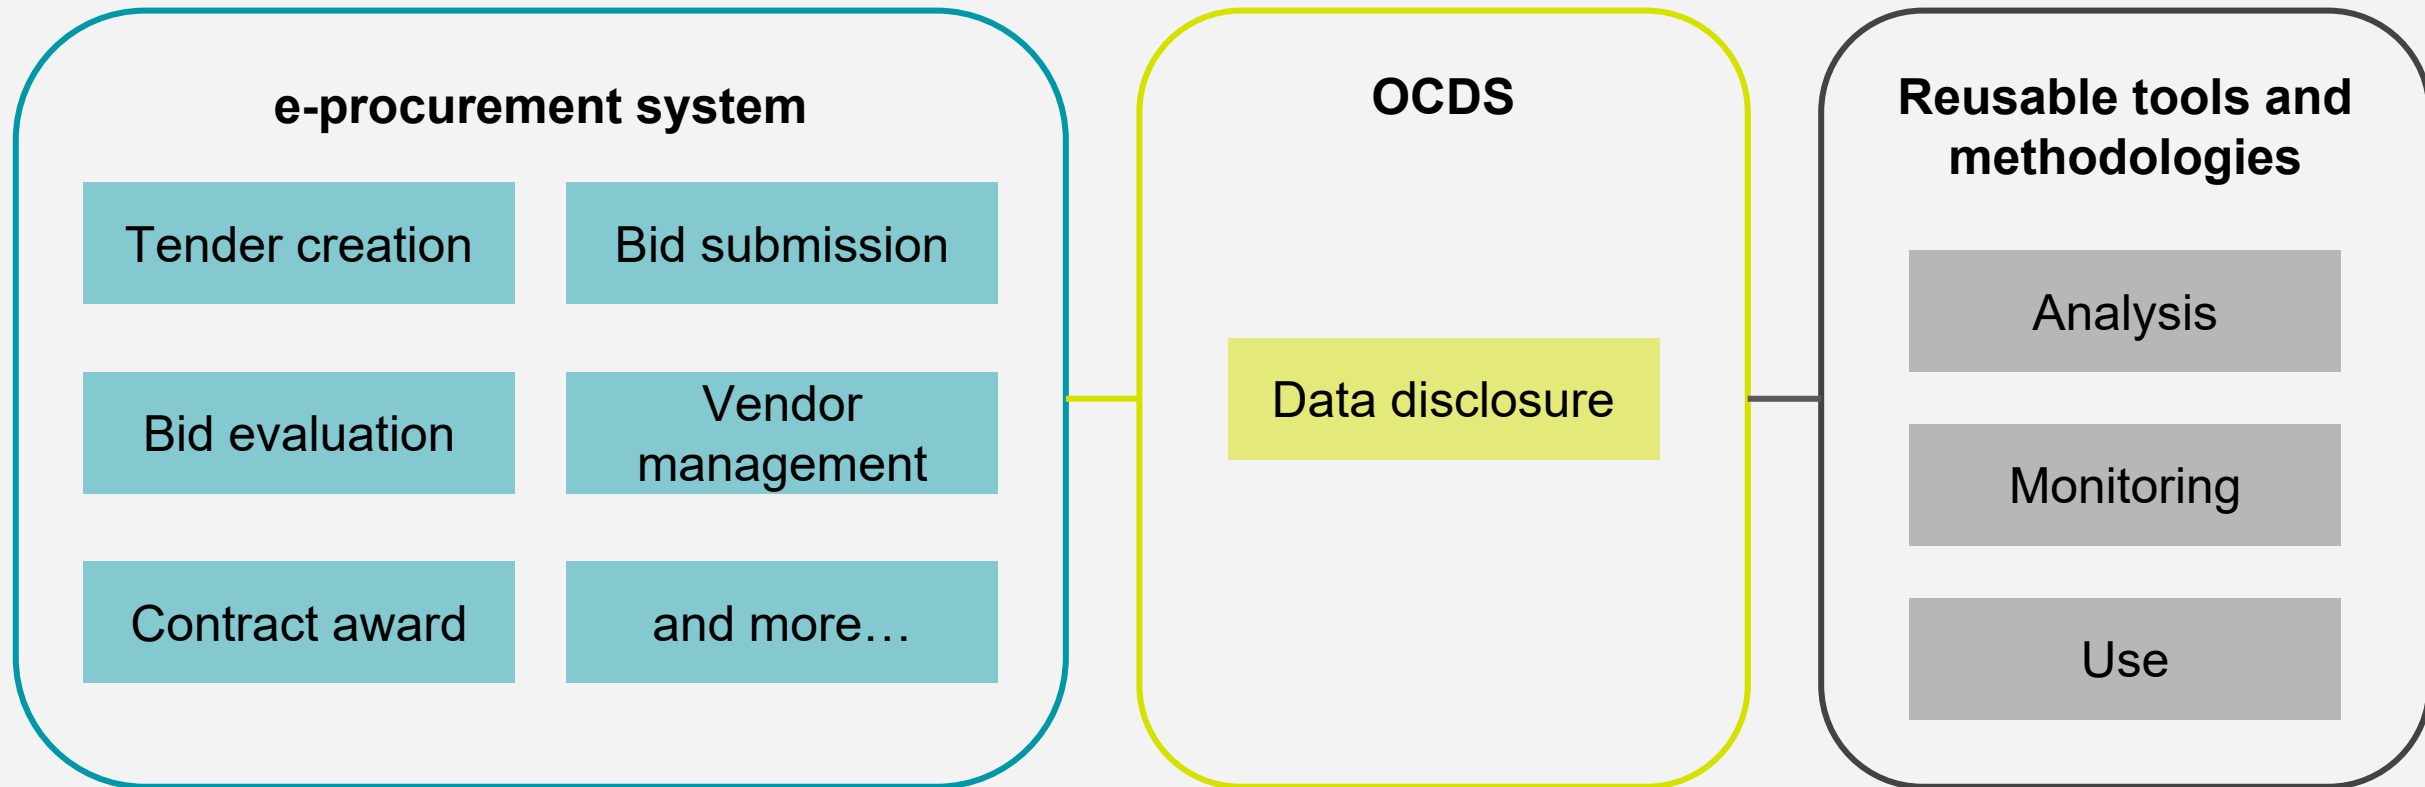 e-procurement system
Tender creation
Bid submission
Bid evaluation
Vendor
management
Contract award
and more…
OCDS
Data disclosure
Reusable tools and
methodologies
Analysis
Monitoring
Use